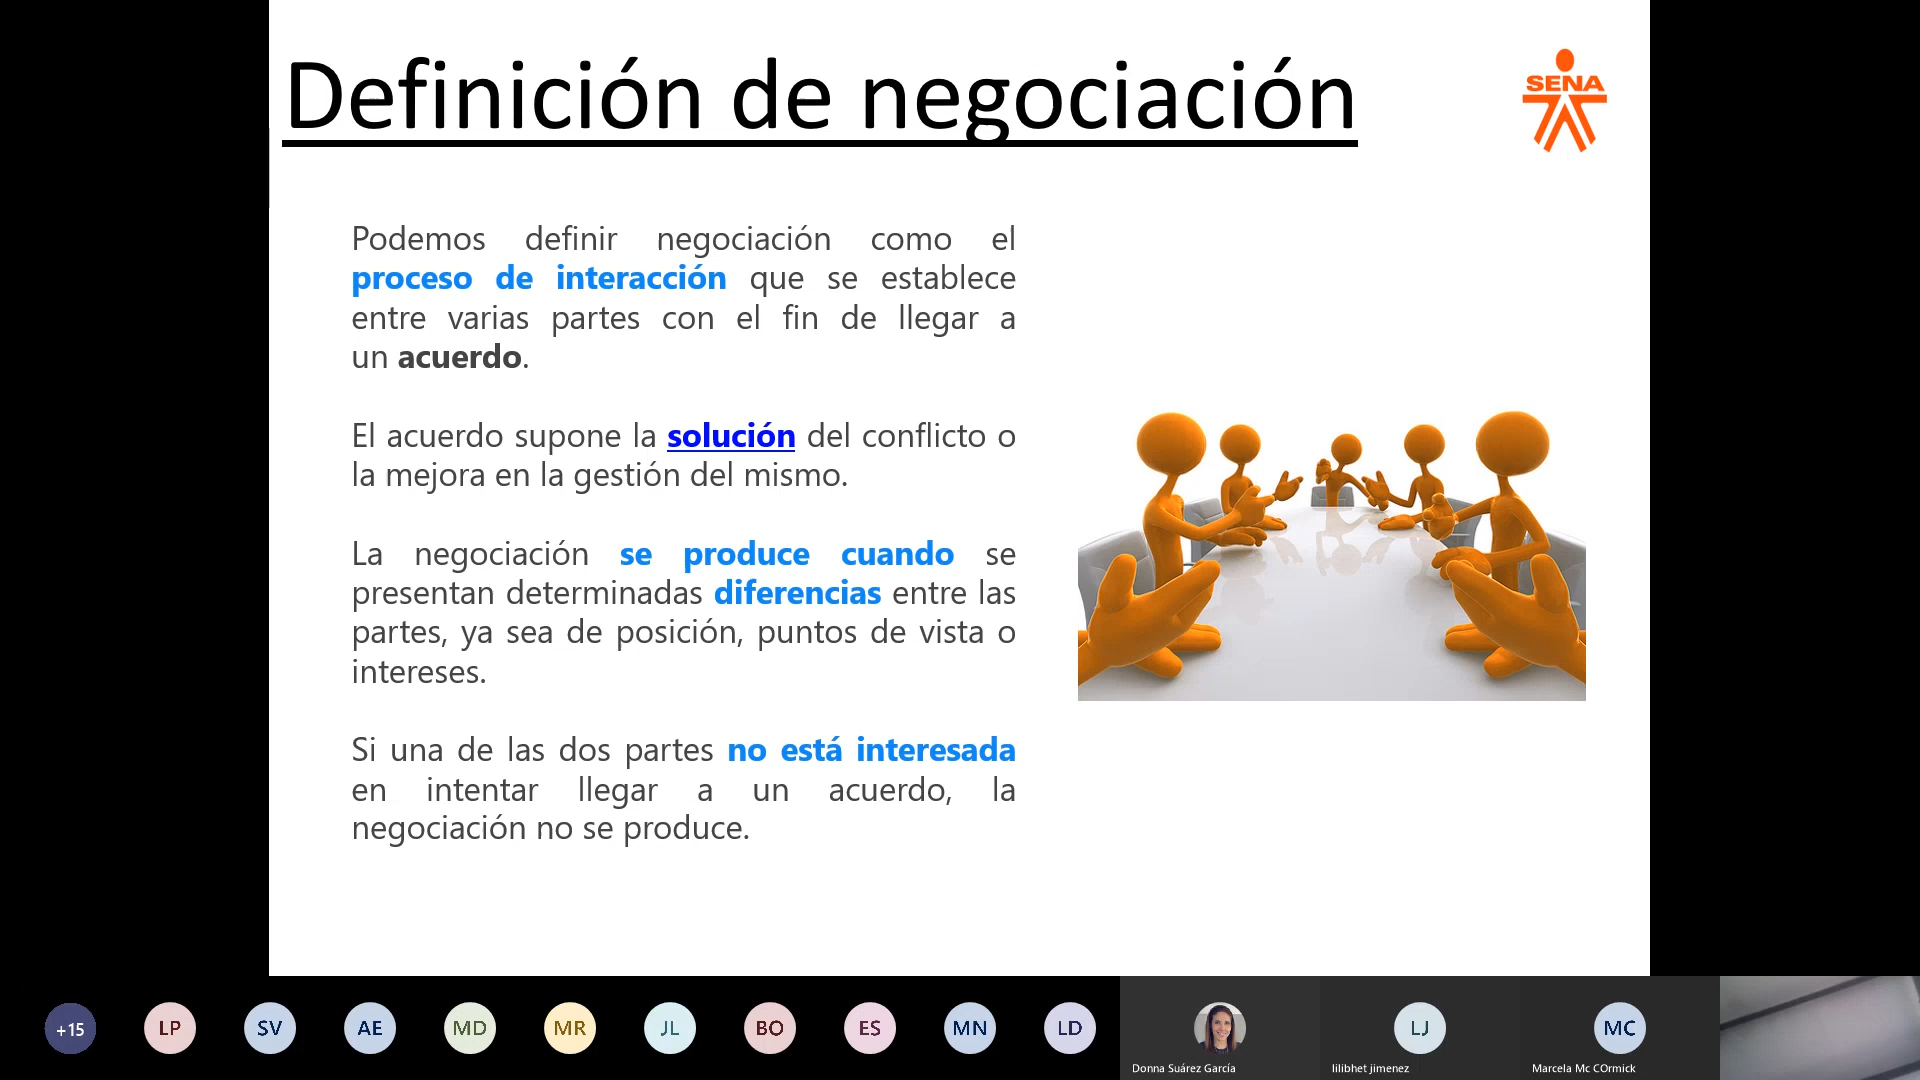 Definición de negociación
SENA
Podemos definir negociación como el
proceso de interacción que se establece
entre varias partes con el fin de llegar a
un acuerdo.
El acuerdo supone la solución del conflicto o
la mejora en la gestión del mismo.
La negociación se produce cuando se
presentan determinadas diferencias entre las
partes, ya sea de posición, puntos de vista o
intereses.
Si una de las dos partes no está interesada
en intentar llegar a un acuerdo, la
negociación no se produce.
+15 LP SV AE MD MR JL BO ES MN LD LJ MC
Donna Suárez García lilibhet jimenez Marcela Mc COrmick